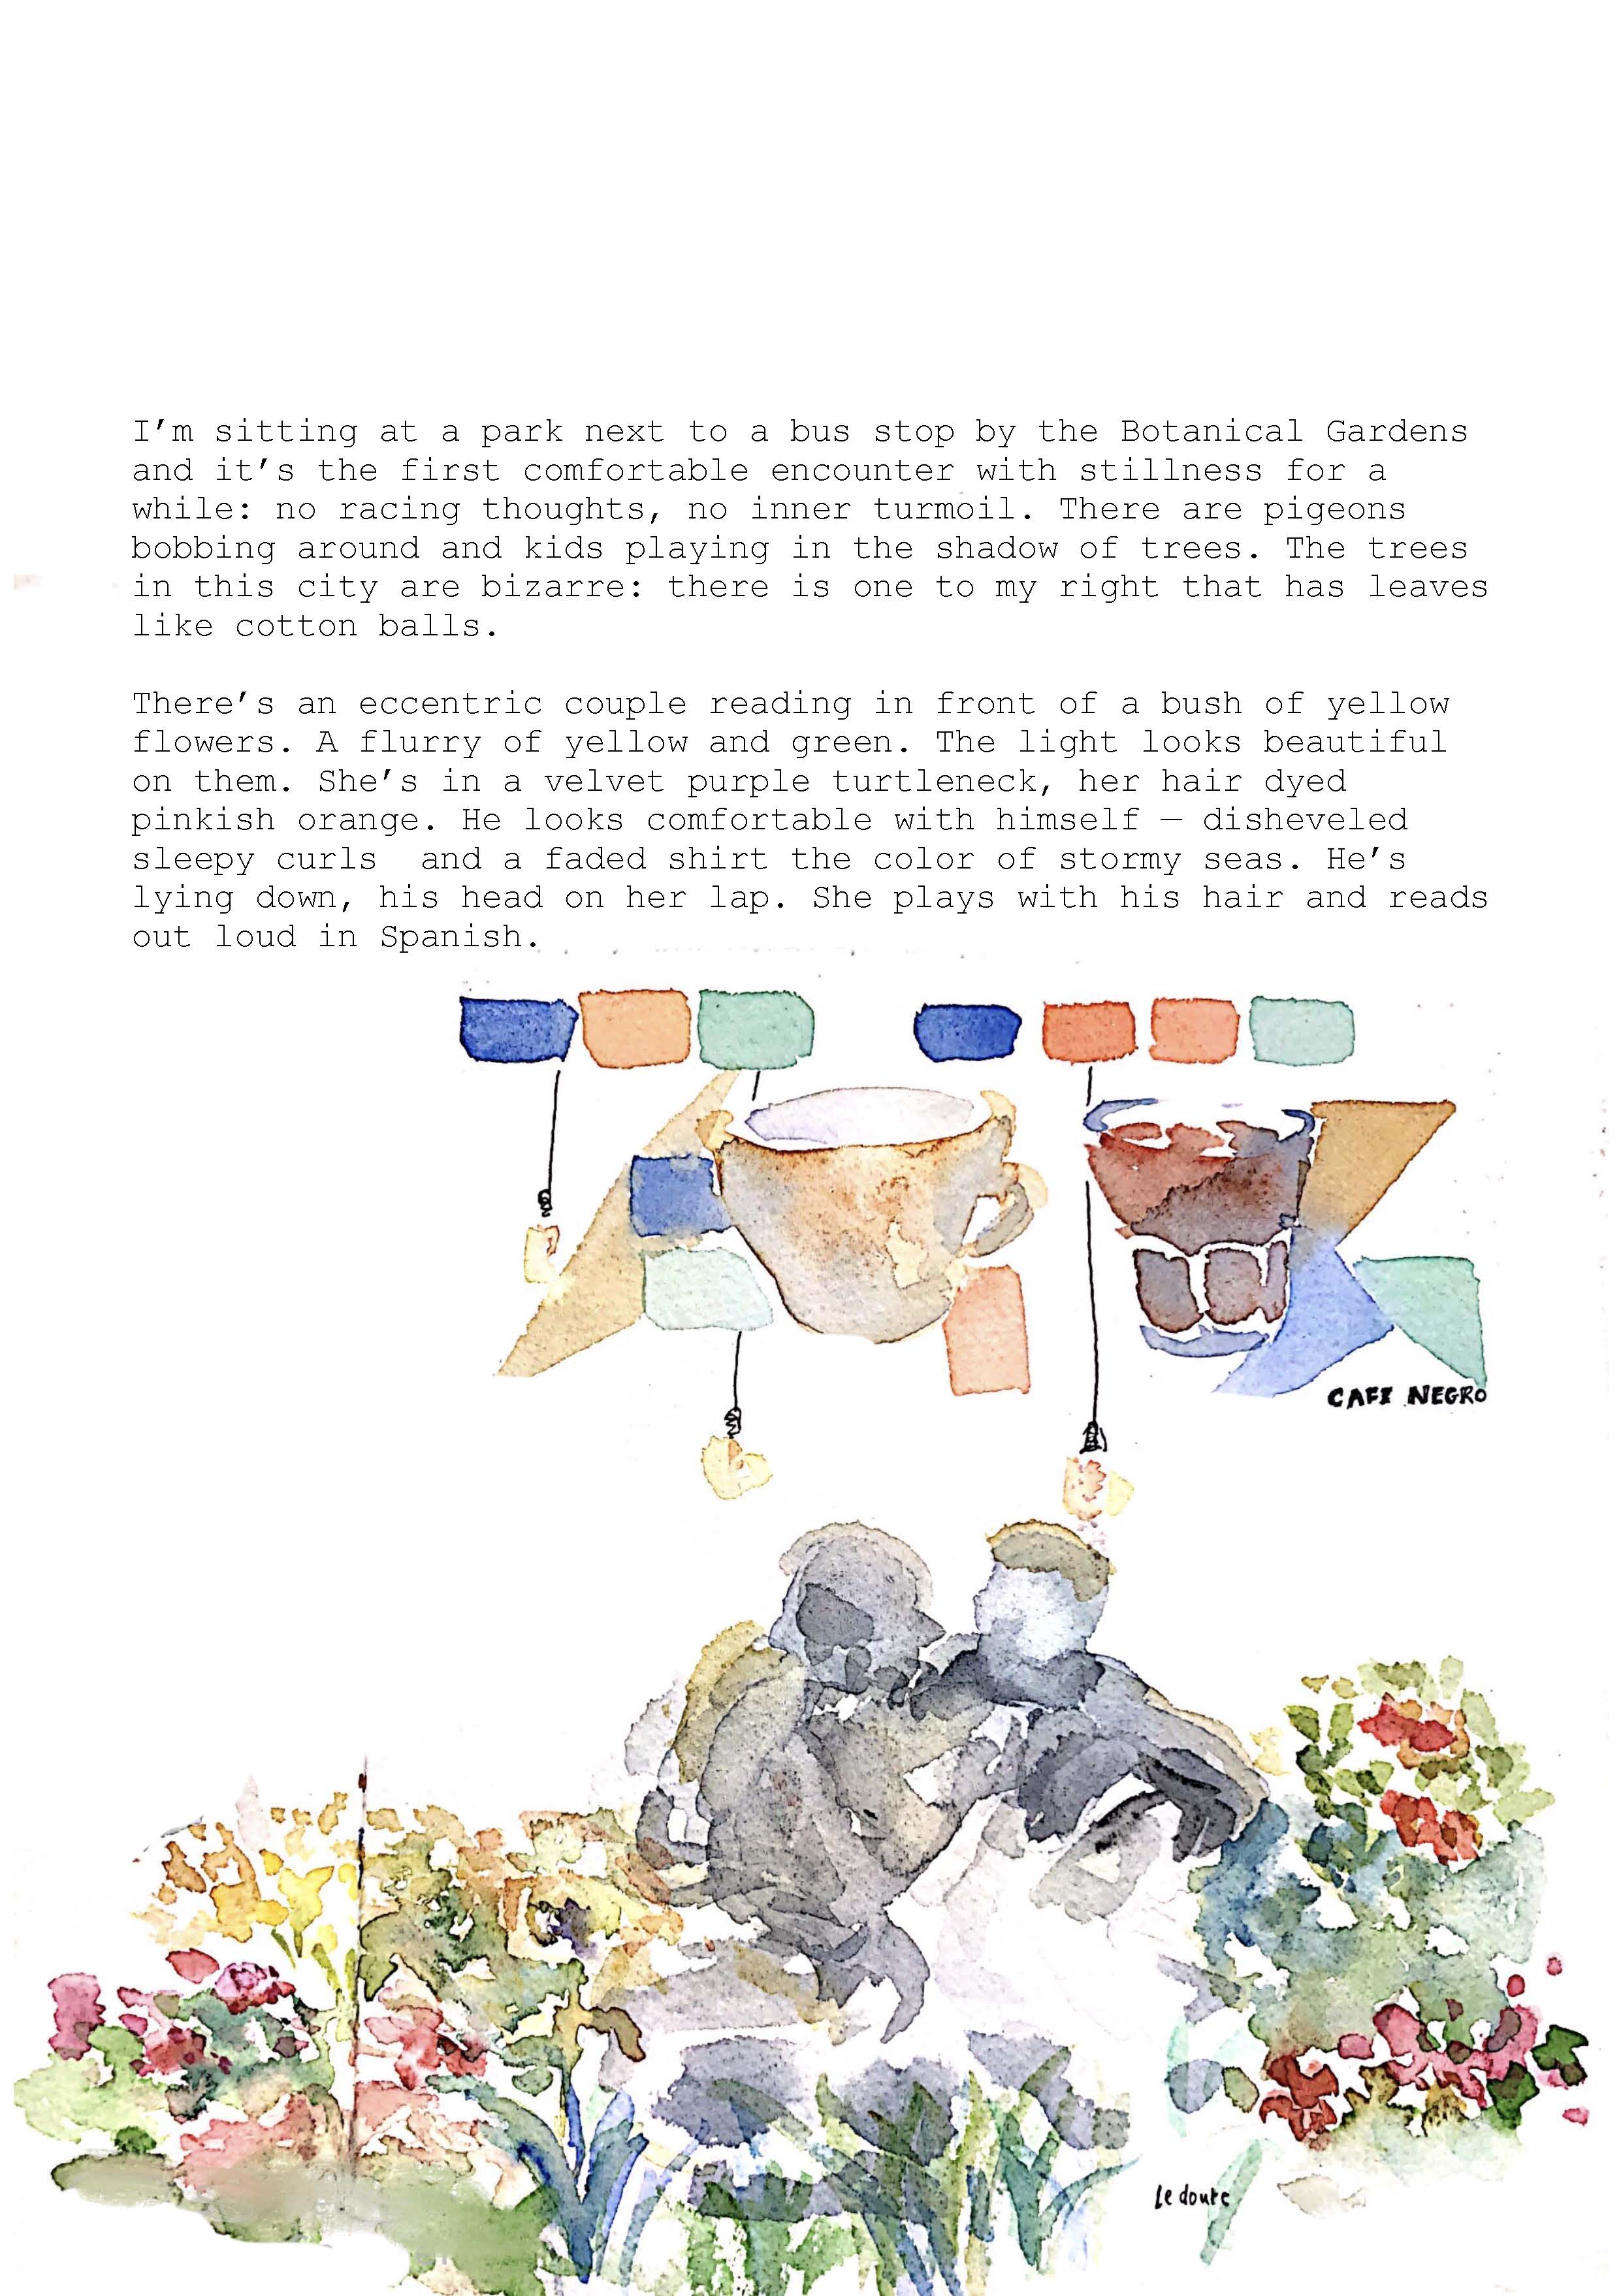 I'm sitting at a park next to a bus stop by the Botanical Gardens
and it's the first comfortable encounter with stillness for a
while: no racing thoughts, no inner turmoil. There are pigeons
bobbing around and kids playing in the shadow of trees. The trees
in this city are bizarre: there is one to my right that has leaves
like cotton balls.
There's an eccentric couple reading in front of a bush of yellow
flowers. A flurry of yellow and green. The light looks beautiful
on them. She's in a velvet purple turtleneck, her hair dyed
pinkish orange. He looks comfortable with himself — disheveled
sleepy curls  and a faded shirt the color of stormy seas. He's
lying down, his head on her lap. She plays with his hair and reads
out loud in Spanish.
CAFE NEGRO
Le doute